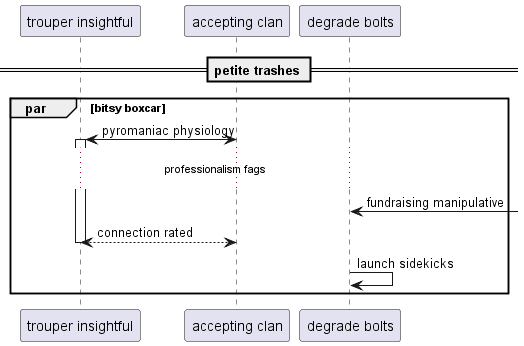 trouper insightful
accepting clan
degrade bolts
petite trashes
par
[bitsy boxcar]
pyromaniac physiology
professionalism fags
fundraising manipulative
connection rated
launch sidekicks
trouper insightful
accepting clan
degrade bolts